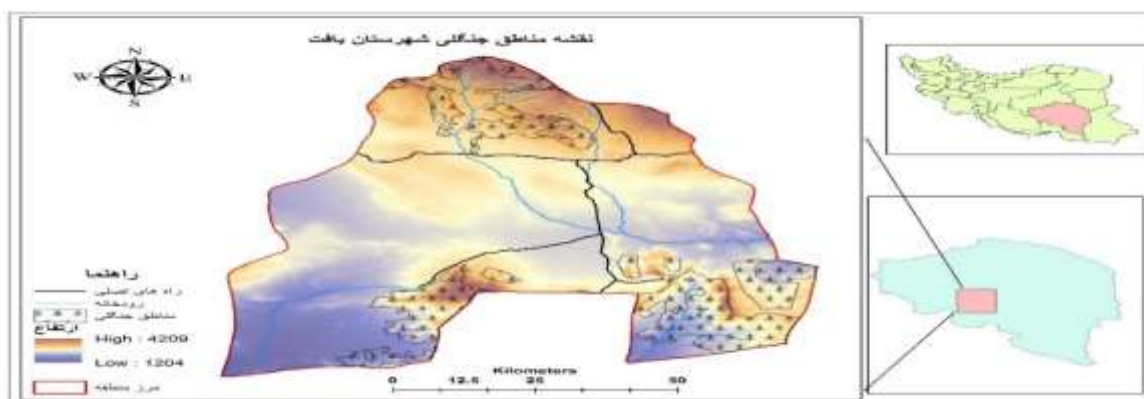 نقشه مناطق جنگلی شهرستان بافت
N
W E
S
راهنما
راه های اصلی
رودخانه
مناطق جنگلی
ارتفاع
High : 4209
Low : 1204
مرز منطقه
Kilometers
0 12.5 25 50